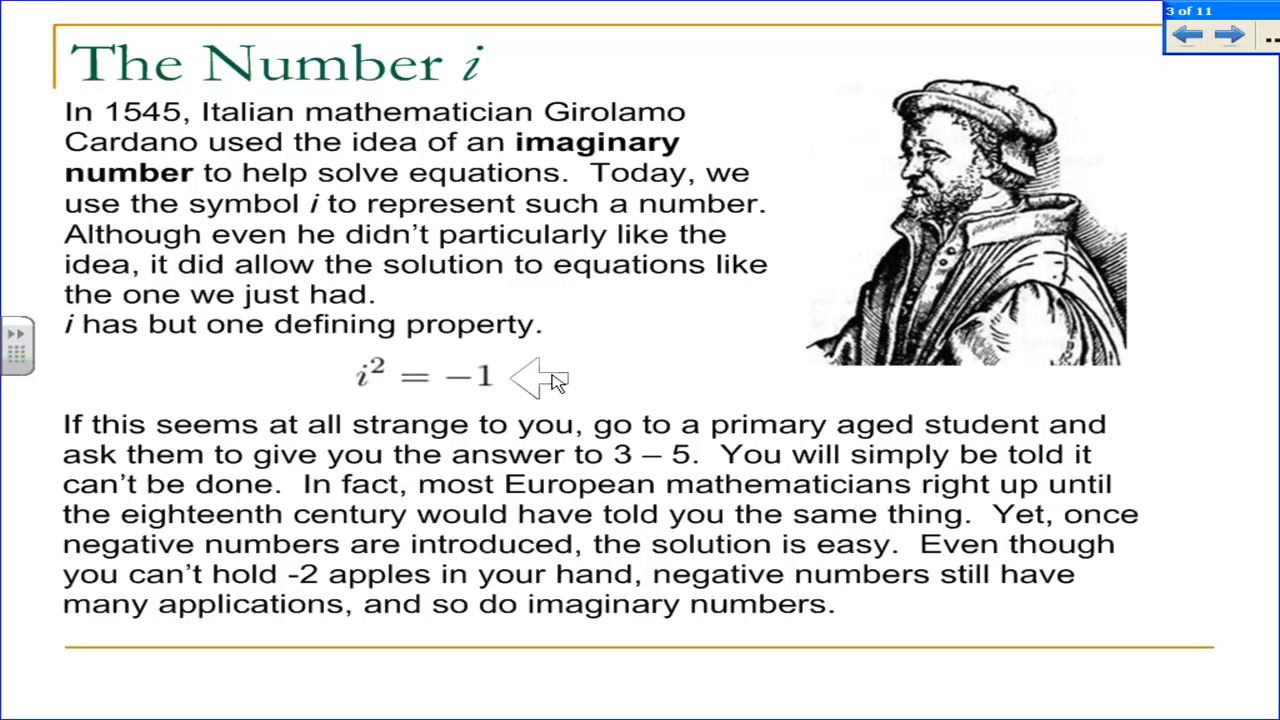 3 of 11
The Number i
In 1545, Italian mathematician Girolamo
Cardano used the idea of an imaginary
number to help solve equations.  Today, we
use the symbol i to represent such a number.
Although even he didn't particularly like the
idea, it did allow the solution to equations like
the one we just had.
i has but one defining property.
i² = −1
If this seems at all strange to you, go to a primary aged student and
ask them to give you the answer to 3 – 5.  You will simply be told it
can't be done.  In fact, most European mathematicians right up until
the eighteenth century would have told you the same thing.  Yet, once
negative numbers are introduced, the solution is easy.  Even though
you can't hold -2 apples in your hand, negative numbers still have
many applications, and so do imaginary numbers.